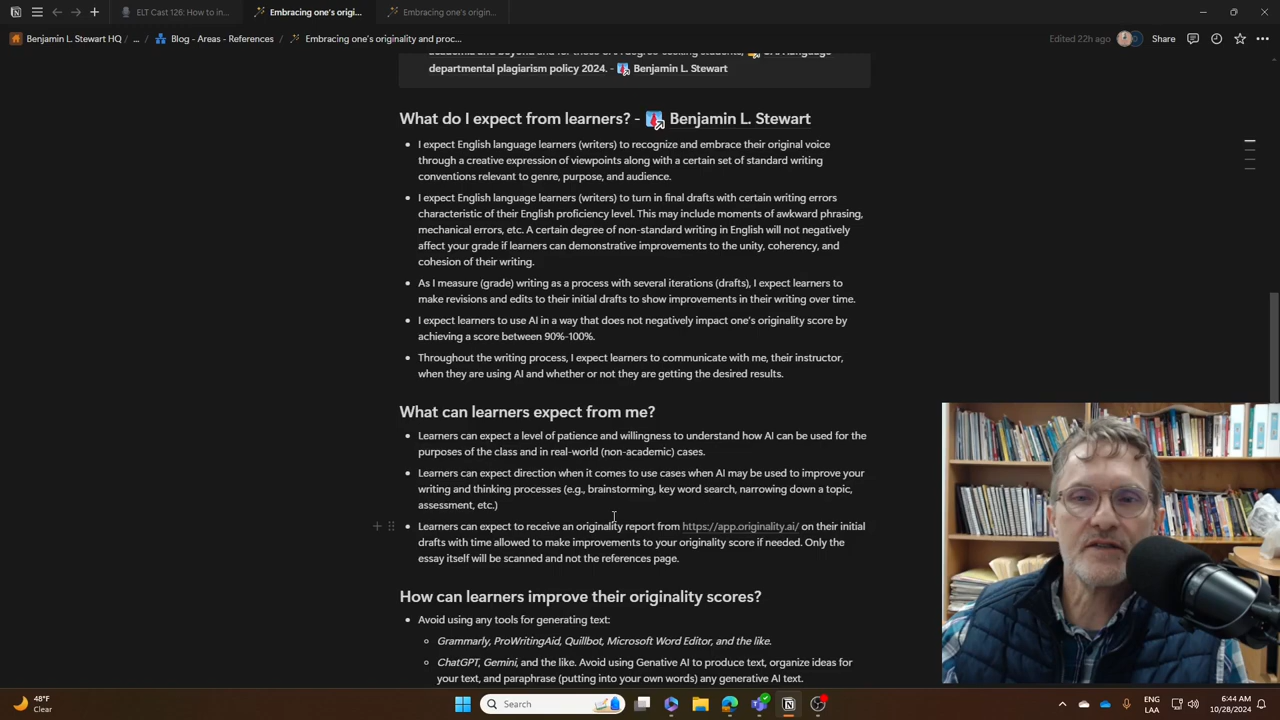 ELT Cast 126: How to in...
Embracing one's origi...
Embracing one's origin...
Benjamin L. Stewart HQ / ... / Blog - Areas - References / Embracing one's originality and proc...
Edited 22h ago
Share
departmental plagiarism policy 2024. - Benjamin L. Stewart
What do I expect from learners? - Benjamin L. Stewart
I expect English language learners (writers) to recognize and embrace their original voice
through a creative expression of viewpoints along with a certain set of standard writing
conventions relevant to genre, purpose, and audience.
I expect English language learners (writers) to turn in final drafts with certain writing errors
characteristic of their English proficiency level. This may include moments of awkward phrasing,
mechanical errors, etc. A certain degree of non-standard writing in English will not negatively
affect your grade if learners can demonstrative improvements to the unity, coherency, and
cohesion of their writing.
As I measure (grade) writing as a process with several iterations (drafts), I expect learners to
make revisions and edits to their initial drafts to show improvements in their writing over time.
I expect learners to use AI in a way that does not negatively impact one's originality score by
achieving a score between 90%-100%.
Throughout the writing process, I expect learners to communicate with me, their instructor,
when they are using AI and whether or not they are getting the desired results.
What can learners expect from me?
Learners can expect a level of patience and willingness to understand how AI can be used for the
purposes of the class and in real-world (non-academic) cases.
Learners can expect direction when it comes to use cases when AI may be used to improve your
writing and thinking processes (e.g., brainstorming, key word search, narrowing down a topic,
assessment, etc.)
Learners can expect to receive an originality report from https://app.originality.ai/ on their initial
drafts with time allowed to make improvements to your originality score if needed. Only the
essay itself will be scanned and not the references page.
How can learners improve their originality scores?
Avoid using any tools for generating text:
Grammarly, ProWritingAid, Quillbot, Microsoft Word Editor, and the like.
ChatGPT, Gemini, and the like. Avoid using Genative AI to produce text, organize ideas for
your text, and paraphrase (putting into your own words) any generative AI text.
48°F
Clear
Search
ENG
LAA
6:44 AM
10/28/2024